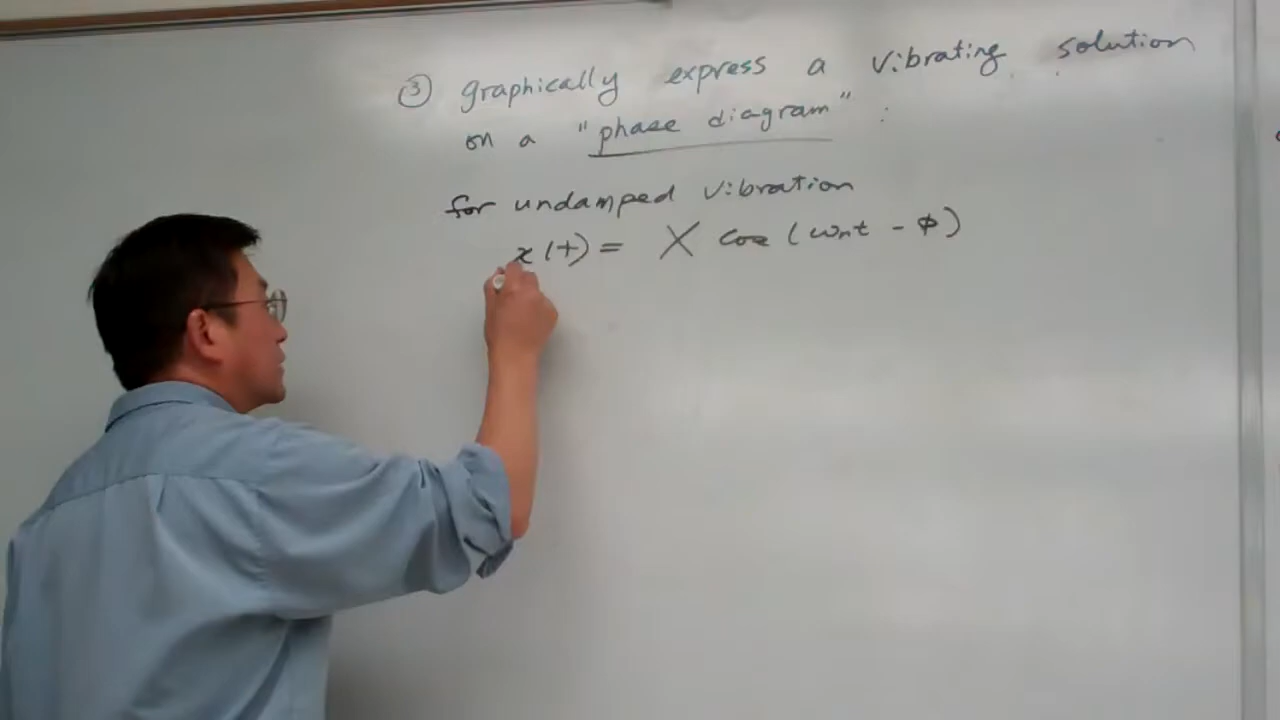 ③ graphically express a vibrating solution
on a "phase diagram" :
for undamped vibration
x(t) = X cos (ωnt - φ)